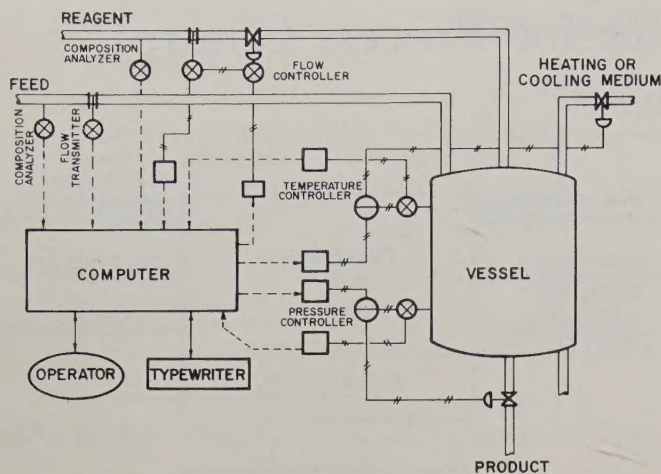 REAGENT
COMPOSITION
ANALYZER
FLOW
CONTROLLER
HEATING OR
COOLING MEDIUM
FEED
COMPOSITION
ANALYZER
FLOW
TRANSMITTER
TEMPERATURE
CONTROLLER
COMPUTER
VESSEL
PRESSURE
CONTROLLER
OPERATOR
TYPEWRITER
PRODUCT